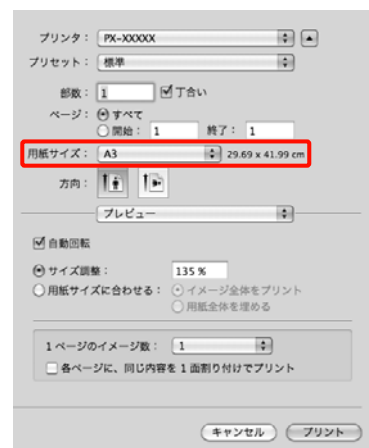 プリンタ： PX-XXXXX
プリセット： 標準
部数： 1 丁合い
ページ： すべて
開始： 1 終了： 1
用紙サイズ： A3 29.69 x 41.99 cm
方向：
プレビュー
自動回転
サイズ調整： 135 %
用紙サイズに合わせる： イメージ全体をプリント
用紙全体を埋める
1 ページのイメージ数： 1
各ページに、同じ内容を 1 面割り付けでプリント
キャンセル プリント